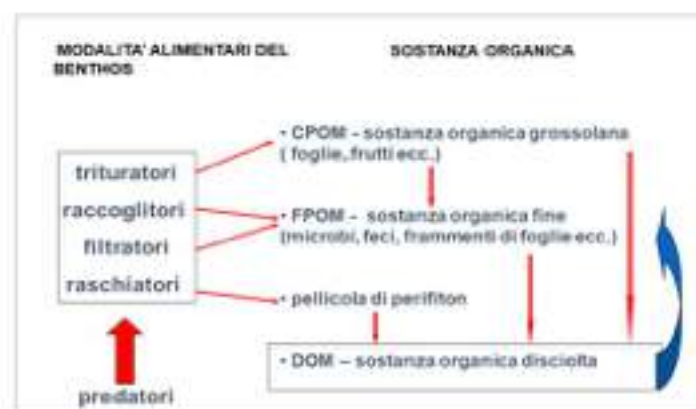 MODALITA' ALIMENTARI DEL
BENTHOS
SOSTANZA ORGANICA
trituratori
raccoglitori
filtratori
raschiatori
predatori
• CPOM – sostanza organica grossolana
( foglie, frutti ecc.)
• FPOM – sostanza organica fine
(microbi, feci, frammenti di foglie ecc.)
• pellicola di perifiton
• DOM – sostanza organica disciolta